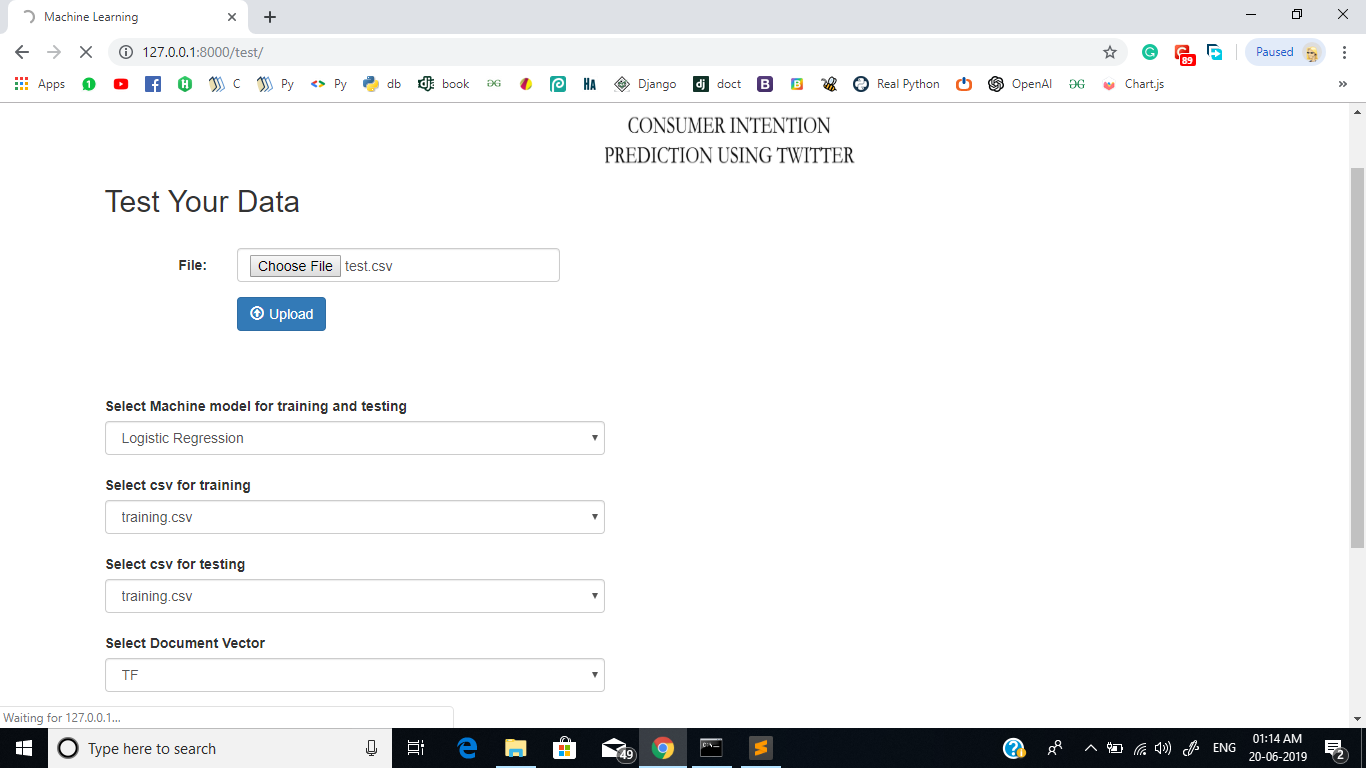 Machine Learning
127.0.0.1:8000/test/
Paused
89
Apps
1
C
Py
Py
db
book
HA
Django
dj
doct
B
B
Real Python
OpenAI
Chart.js
»
CONSUMER INTENTION
PREDICTION USING TWITTER
Test Your Data
File:
Choose File test.csv
Upload
Select Machine model for training and testing
Logistic Regression
Select csv for training
training.csv
Select csv for testing
training.csv
Select Document Vector
TF
Waiting for 127.0.0.1...
Type here to search
49
ENG
01:14 AM
20-06-2019
2